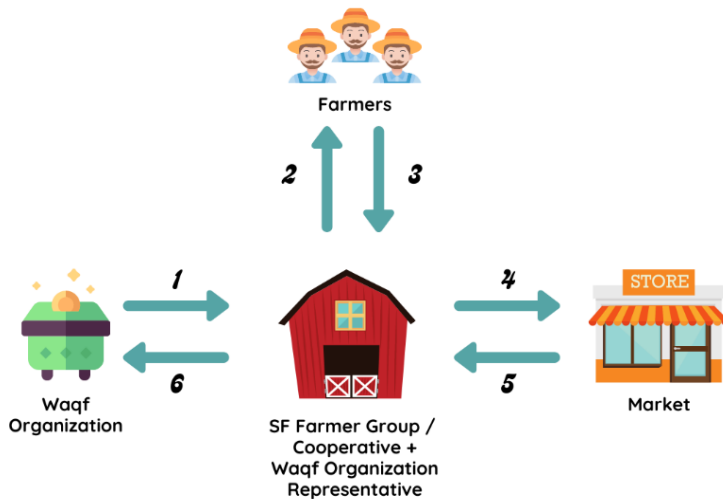 Farmers
2
3
1
4
STORE
6
5
Waqf
Organization
SF Farmer Group /
Cooperative +
Waqf Organization
Representative
Market